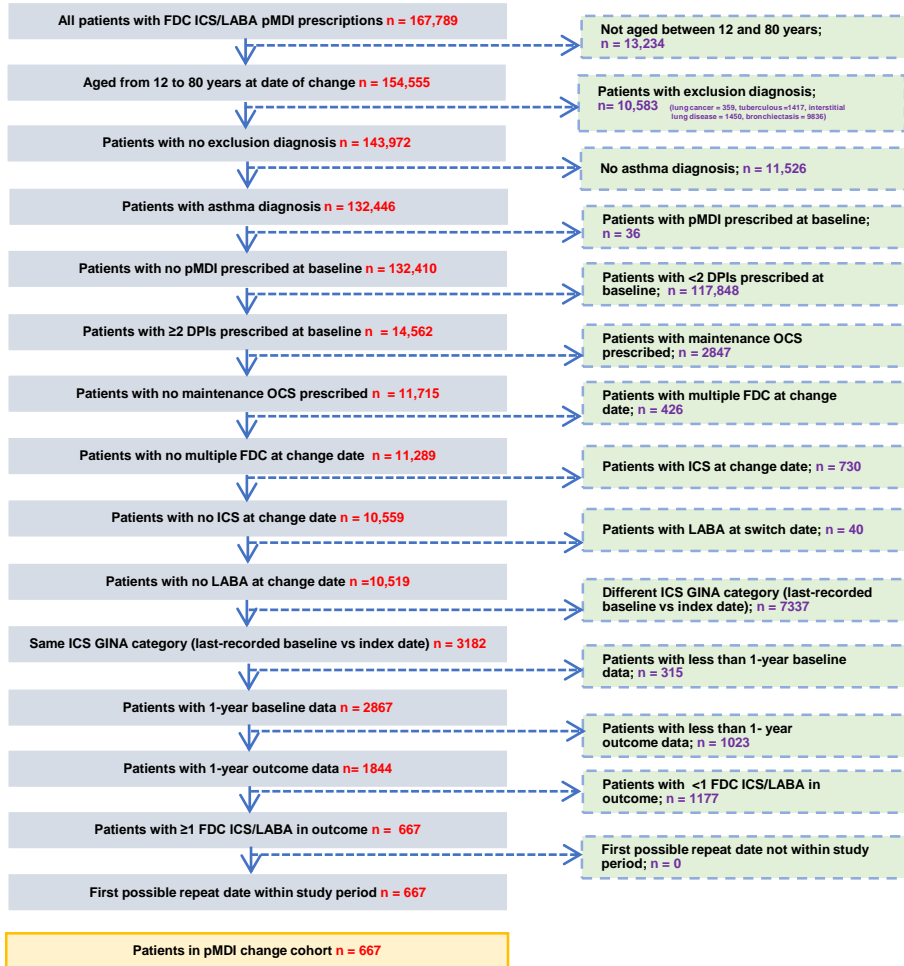 All patients with FDC ICS/LABA pMDI prescriptions n = 167,789
Not aged between 12 and 80 years;
n = 13,234
Aged from 12 to 80 years at date of change n = 154,555
Patients with exclusion diagnosis;
n= 10,583 (lung cancer = 359, tuberculous =1417, interstitial
lung disease = 1450, bronchiectasis = 9836)
Patients with no exclusion diagnosis n = 143,972
No asthma diagnosis; n = 11,526
Patients with asthma diagnosis n = 132,446
Patients with pMDI prescribed at baseline;
n = 36
Patients with no pMDI prescribed at baseline n = 132,410
Patients with <2 DPIs prescribed at
baseline; n = 117,848
Patients with ≥2 DPIs prescribed at baseline n = 14,562
Patients with maintenance OCS
prescribed; n = 2847
Patients with no maintenance OCS prescribed n = 11,715
Patients with multiple FDC at change
date; n = 426
Patients with no multiple FDC at change date n = 11,289
Patients with ICS at change date; n = 730
Patients with no ICS at change date n = 10,559
Patients with LABA at switch date; n = 40
Patients with no LABA at change date n =10,519
Different ICS GINA category (last-recorded
baseline vs index date); n = 7337
Same ICS GINA category (last-recorded baseline vs index date) n = 3182
Patients with less than 1-year baseline
data; n = 315
Patients with 1-year baseline data n = 2867
Patients with less than 1- year
outcome data; n = 1023
Patients with 1-year outcome data n= 1844
Patients with <1 FDC ICS/LABA in
outcome; n = 1177
Patients with ≥1 FDC ICS/LABA in outcome n = 667
First possible repeat date not within study
period; n = 0
First possible repeat date within study period n = 667
Patients in pMDI change cohort n = 667